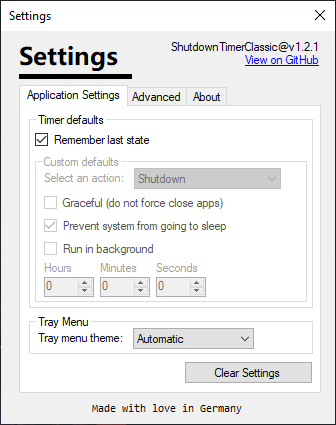 Settings
Settings
ShutdownTimerClassic@v1.2.1
View on GitHub
Application Settings Advanced About
Timer defaults
Remember last state
Custom defaults
Select an action: Shutdown
Graceful (do not force close apps)
Prevent system from going to sleep
Run in background
Hours Minutes Seconds
0 0 0
Tray Menu
Tray menu theme: Automatic
Clear Settings
Made with love in Germany